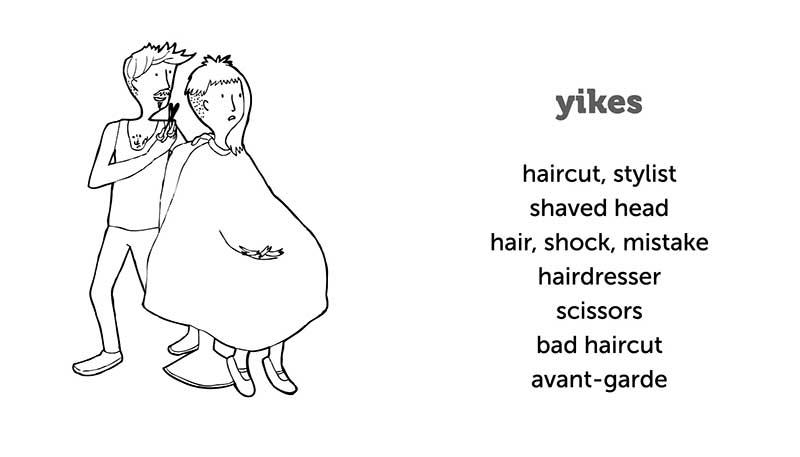 yikes
haircut, stylist
shaved head
hair, shock, mistake
hairdresser
scissors
bad haircut
avant-garde